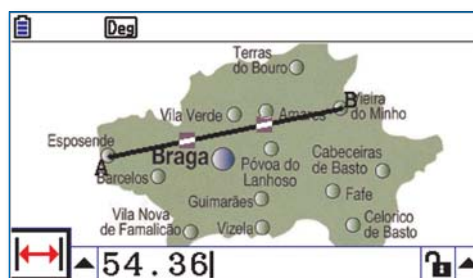 Deg
Terras
do Bouro
Vila Verde
Amares
B
Vieira
do Minho
Esposende
A
Braga
Barcelos
Póvoa do
Lanhoso
Cabeceiras
de Basto
Guimarães
Fafe
Vila Nova
de Famalicão
Vizela
Celorico
de Basto
54.36